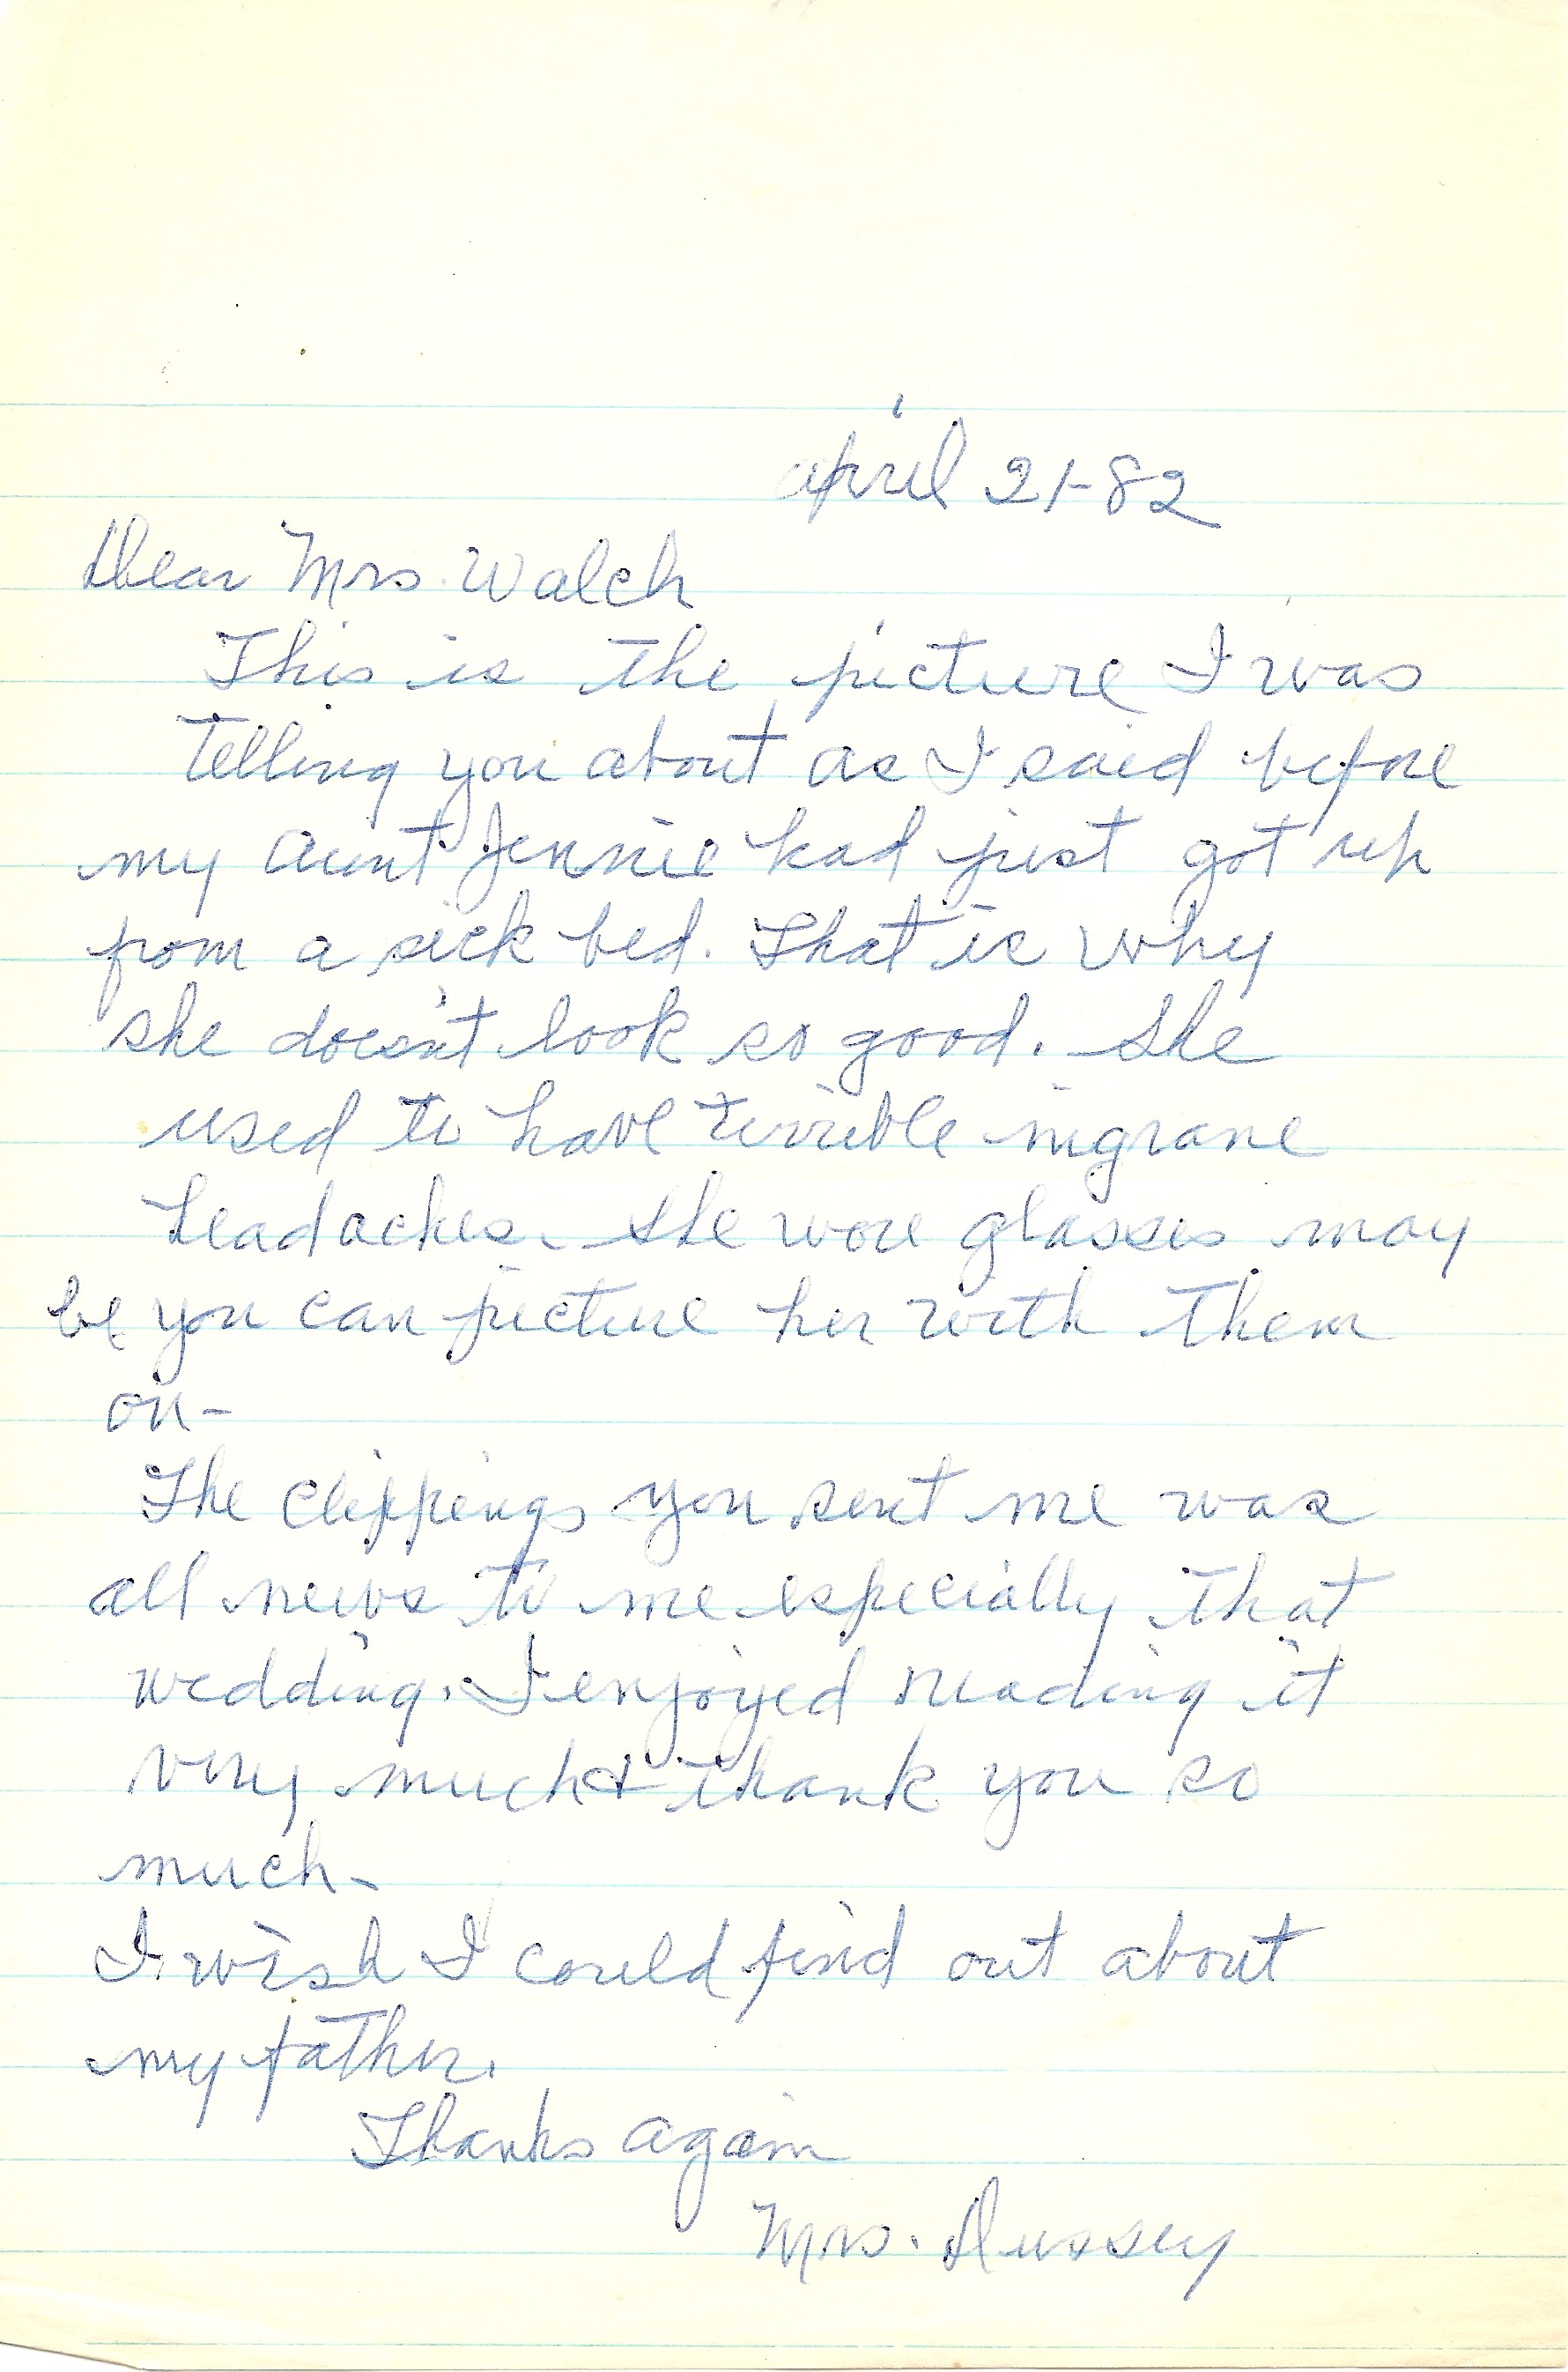 april 21-82
Dear Mrs. Walch
This is the picture I was
telling you about as I said before
my aunt Jennie had just got up
from a sick bed. That is why
she doesn't look so good. She
used to have terrible migrane
headaches. She wore glasses may
be you can picture her with them
on-
The clippings you sent me was
all news to me especially that
wedding. I enjoyed reading it
very much & thank you so
much-
I wish I could find out about
my father.
Thanks again
Mrs. Dussey